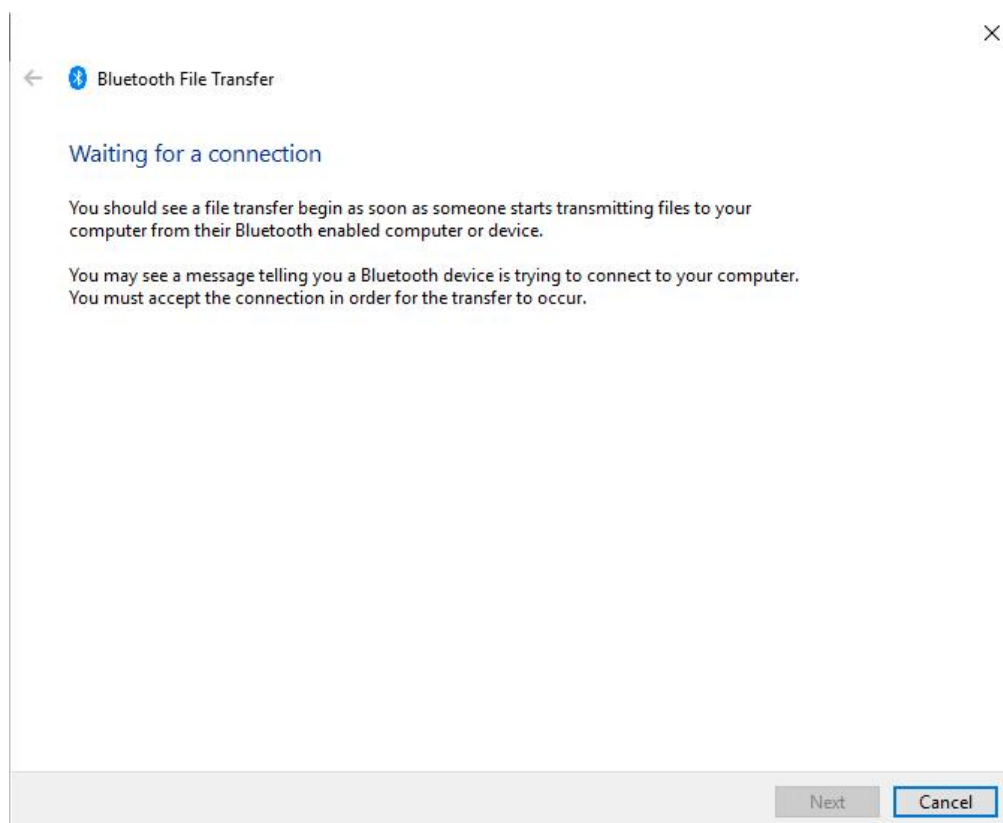 Bluetooth File Transfer
Waiting for a connection
You should see a file transfer begin as soon as someone starts transmitting files to your
computer from their Bluetooth enabled computer or device.
You may see a message telling you a Bluetooth device is trying to connect to your computer.
You must accept the connection in order for the transfer to occur.
Next
Cancel